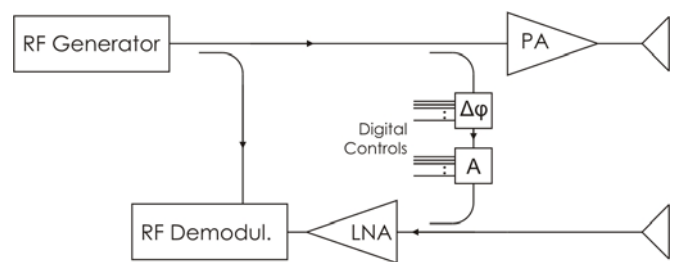 RF Generator
PA
Δφ
Digital
Controls
A
RF Demodul.
LNA